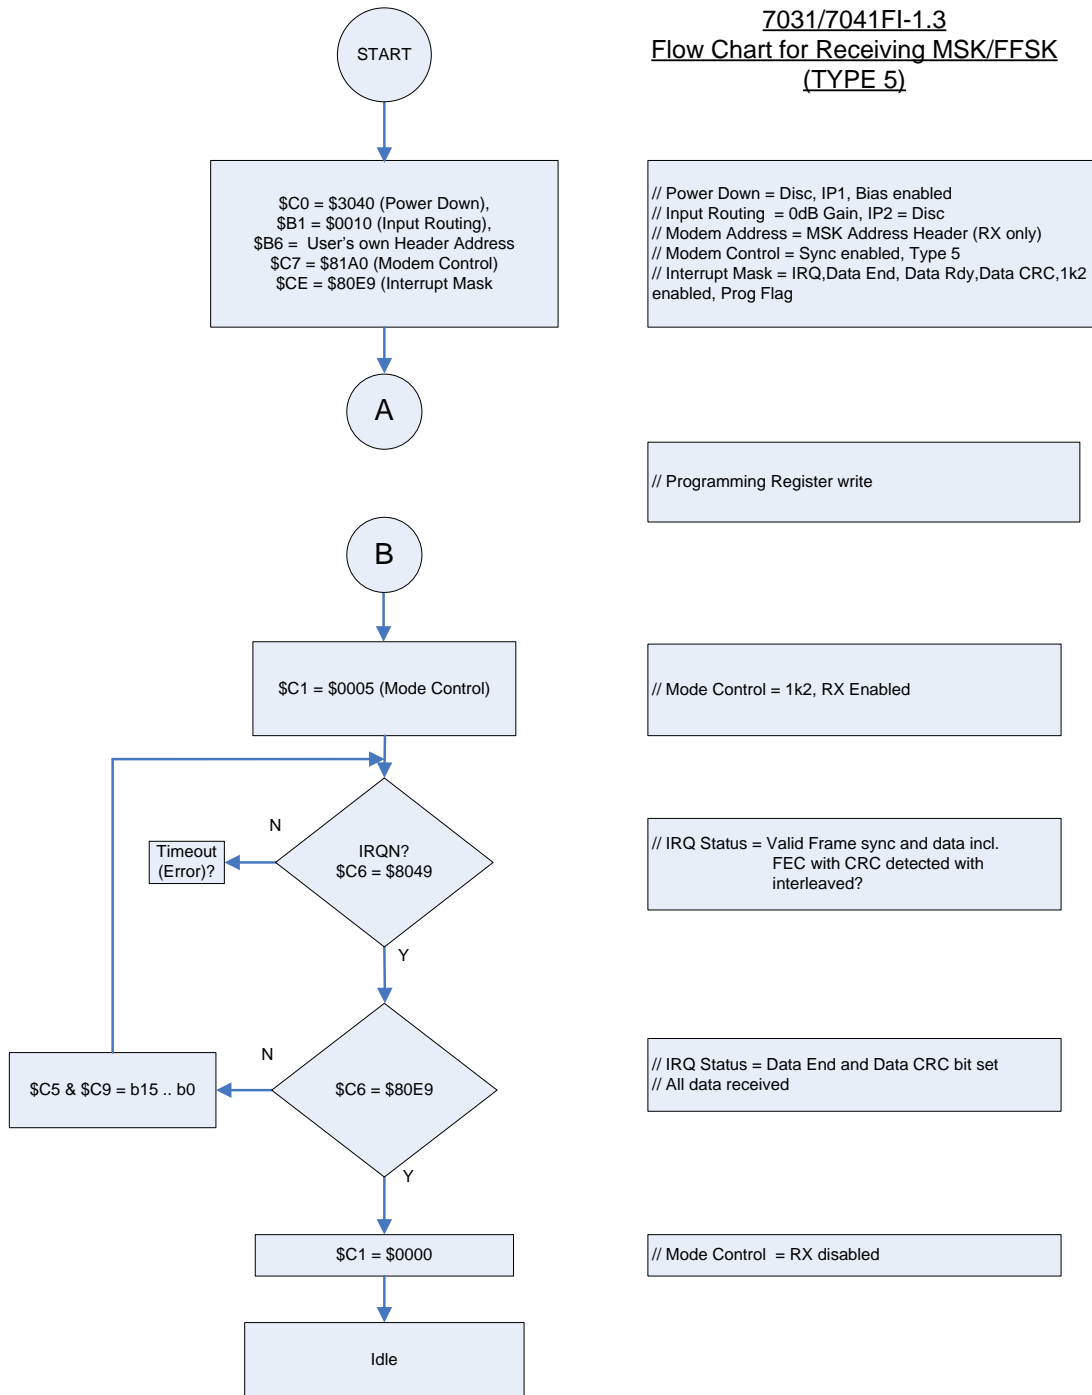 7031/7041FI-1.3
Flow Chart for Receiving MSK/FFSK
(TYPE 5)
START
$C0 = $3040 (Power Down),
$B1 = $0010 (Input Routing),
$B6 =  User's own Header Address
$C7 = $81A0 (Modem Control)
$CE = $80E9 (Interrupt Mask
// Power Down = Disc, IP1, Bias enabled
// Input Routing  = 0dB Gain, IP2 = Disc
// Modem Address = MSK Address Header (RX only)
// Modem Control = Sync enabled, Type 5
// Interrupt Mask = IRQ,Data End, Data Rdy,Data CRC,1k2
enabled, Prog Flag
A
// Programming Register write
B
$C1 = $0005 (Mode Control)
// Mode Control = 1k2, RX Enabled
N
Timeout
(Error)?
IRQN?
$C6 = $8049
Y
// IRQ Status = Valid Frame sync and data incl.
FEC with CRC detected with
interleaved?
N
$C5 & $C9 = b15 .. b0
$C6 = $80E9
Y
// IRQ Status = Data End and Data CRC bit set
// All data received
$C1 = $0000
// Mode Control  = RX disabled
Idle